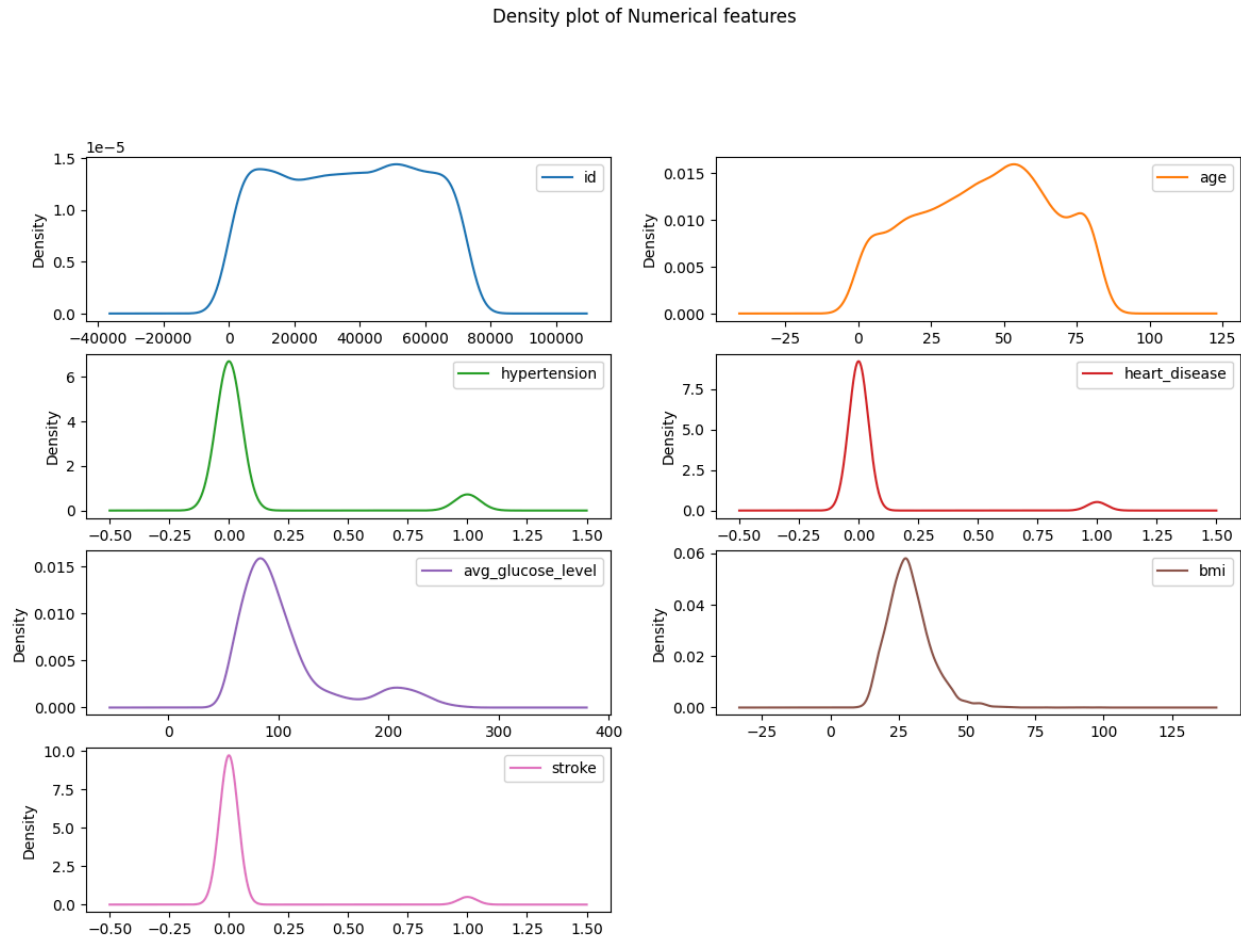 Density plot of Numerical features
1e−5
1.5
1.0
0.5
0.0
Density
id
−40000 −20000 0 20000 40000 60000 80000 100000
0.015
0.010
0.005
0.000
Density
age
−25 0 25 50 75 100 125
6
4
2
0
Density
hypertension
−0.50 −0.25 0.00 0.25 0.50 0.75 1.00 1.25 1.50
7.5
5.0
2.5
0.0
Density
heart_disease
−0.50 −0.25 0.00 0.25 0.50 0.75 1.00 1.25 1.50
0.015
0.010
0.005
0.000
Density
avg_glucose_level
0 100 200 300 400
0.06
0.04
0.02
0.00
Density
bmi
−25 0 25 50 75 100 125
10.0
7.5
5.0
2.5
0.0
Density
stroke
−0.50 −0.25 0.00 0.25 0.50 0.75 1.00 1.25 1.50